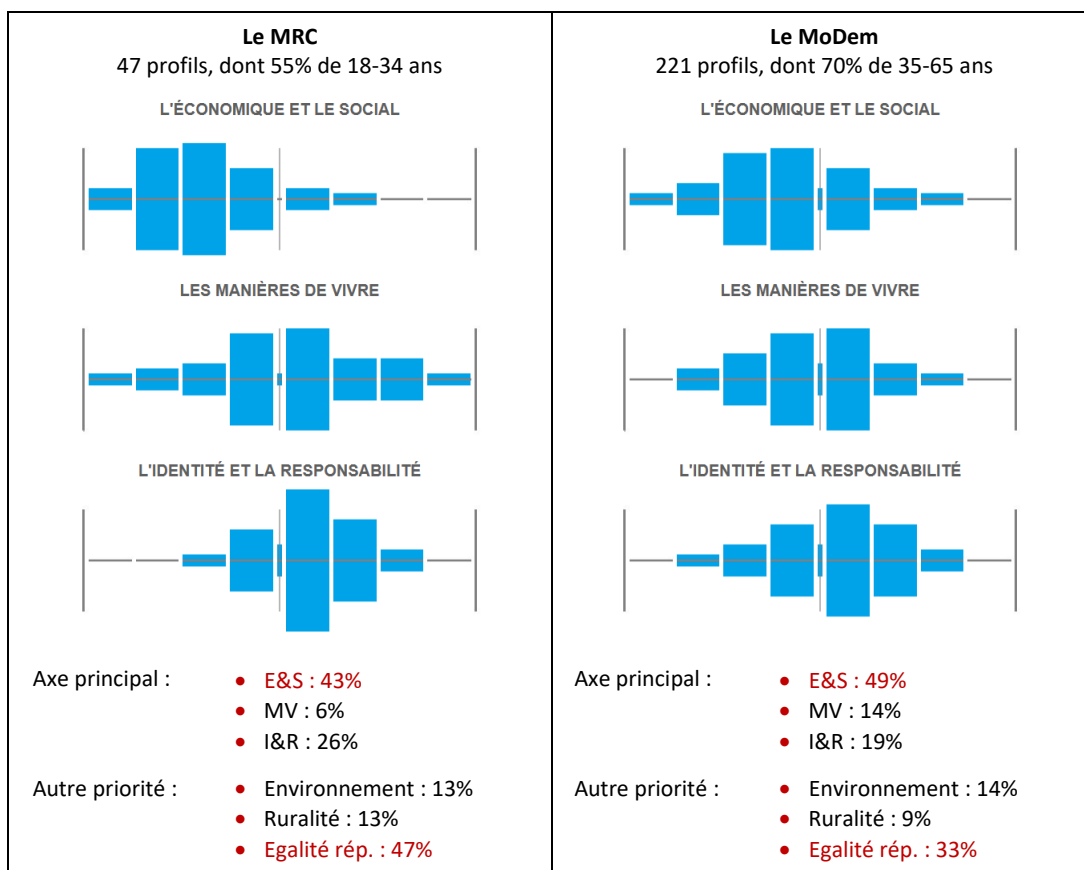 Le MRC
47 profils, dont 55% de 18-34 ans
L'ÉCONOMIQUE ET LE SOCIAL
LES MANIÈRES DE VIVRE
L'IDENTITÉ ET LA RESPONSABILITÉ
Axe principal :
• E&S : 43%
• MV : 6%
• I&R : 26%
Autre priorité :
• Environnement : 13%
• Ruralité : 13%
• Egalité rép. : 47%
Le MoDem
221 profils, dont 70% de 35-65 ans
L'ÉCONOMIQUE ET LE SOCIAL
LES MANIÈRES DE VIVRE
L'IDENTITÉ ET LA RESPONSABILITÉ
Axe principal :
• E&S : 49%
• MV : 14%
• I&R : 19%
Autre priorité :
• Environnement : 14%
• Ruralité : 9%
• Egalité rép. : 33%